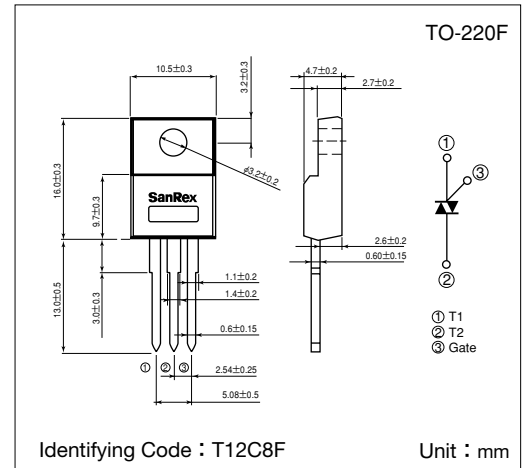 TO-220F
10.5±0.3
3.2±0.2
4.7±0.2
2.7±0.2
16.0±0.3
9.7±0.3
φ3.2±0.2
SanRex
13.0±0.5
3.0±0.3
1.1±0.2
1.4±0.2
0.6±0.15
2.54±0.25
5.08±0.5
① ② ③
2.6±0.2
0.60±0.15
①
③
②
① T1
② T2
③ Gate
Identifying Code：T12C8F
Unit：mm